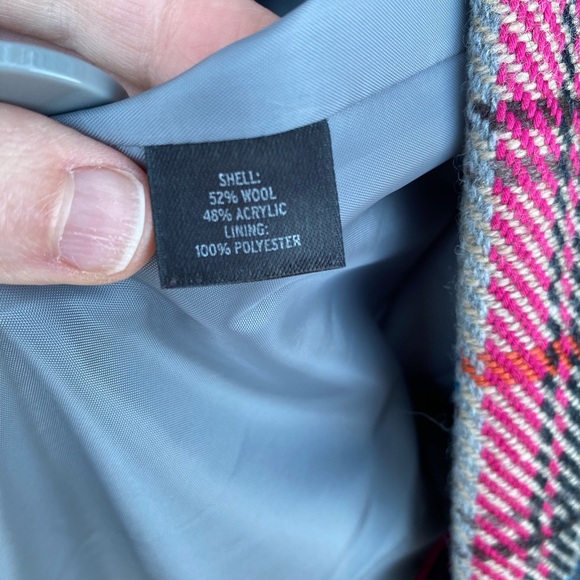 SHELL:
52% WOOL
48% ACRYLIC
LINING:
100% POLYESTER